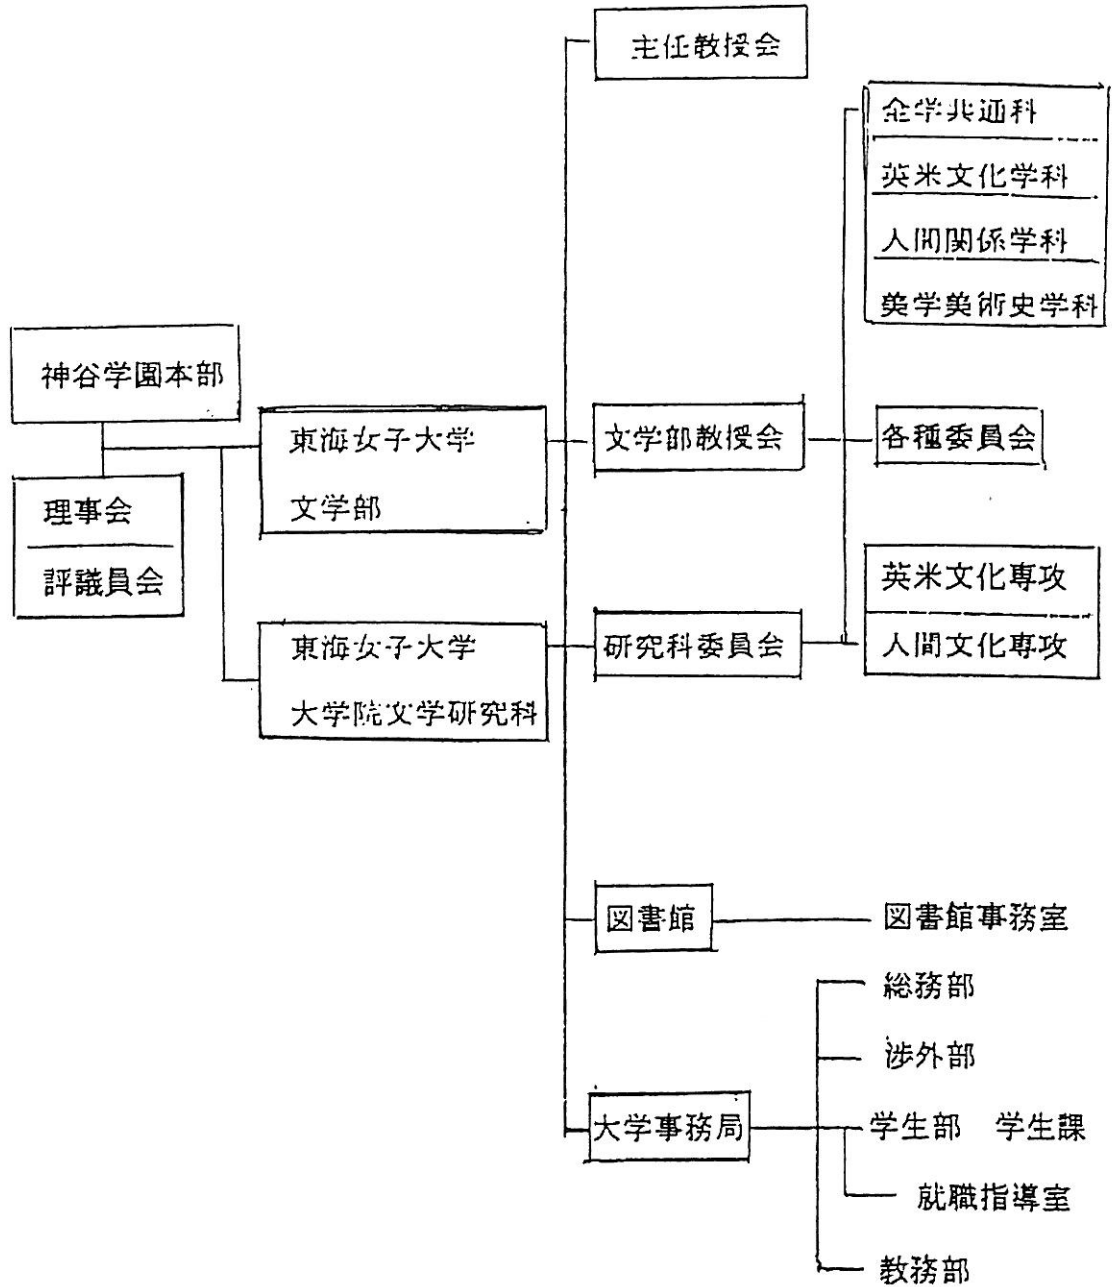 主任教授会
全学共通科
英米文化学科
人間関係学科
美学美術史学科
神谷学園本部
理事会
評議員会
東海女子大学
文学部
文学部教授会
各種委員会
東海女子大学
大学院文学研究科
研究科委員会
英米文化専攻
人間文化専攻
図書館
図書館事務室
大学事務局
総務部
渉外部
学生部 学生課
就職指導室
教務部